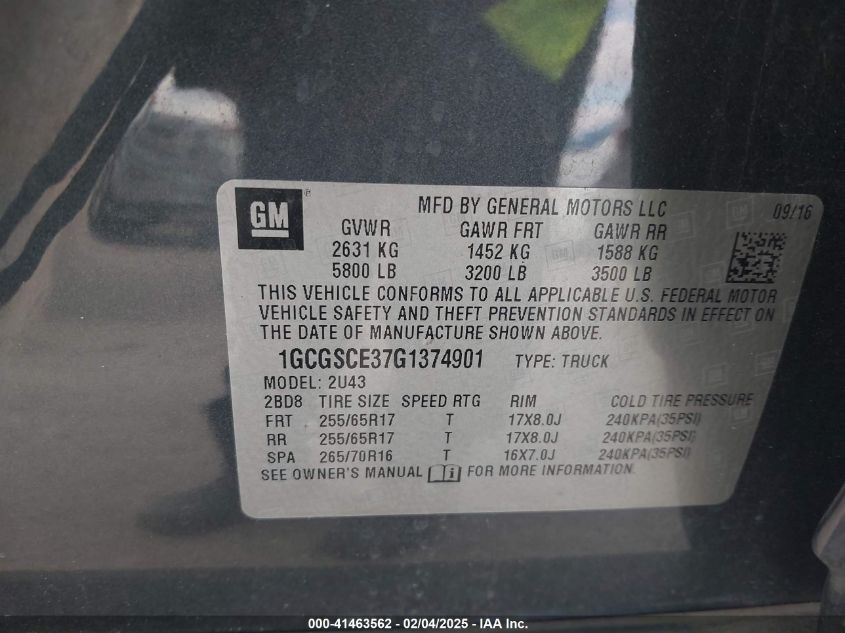 GM
®
MFD BY GENERAL MOTORS LLC 09/16
GVWR GAWR FRT GAWR RR
2631 KG 1452 KG 1588 KG
5800 LB 3200 LB 3500 LB
THIS VEHICLE CONFORMS TO ALL APPLICABLE U.S. FEDERAL MOTOR
VEHICLE SAFETY AND THEFT PREVENTION STANDARDS IN EFFECT ON
THE DATE OF MANUFACTURE SHOWN ABOVE.
1GCGSCE37G1374901 TYPE: TRUCK
MODEL: 2U43
2BD8 TIRE SIZE SPEED RTG RIM COLD TIRE PRESSURE
FRT 255/65R17 T 17X8.0J 240KPA(35PSI)
RR 255/65R17 T 17X8.0J 240KPA(35PSI)
SPA 265/70R16 T 16X7.0J 240KPA(35PSI)
SEE OWNER'S MANUAL i FOR MORE INFORMATION.
000-41463562 - 02/04/2025 - IAA Inc.